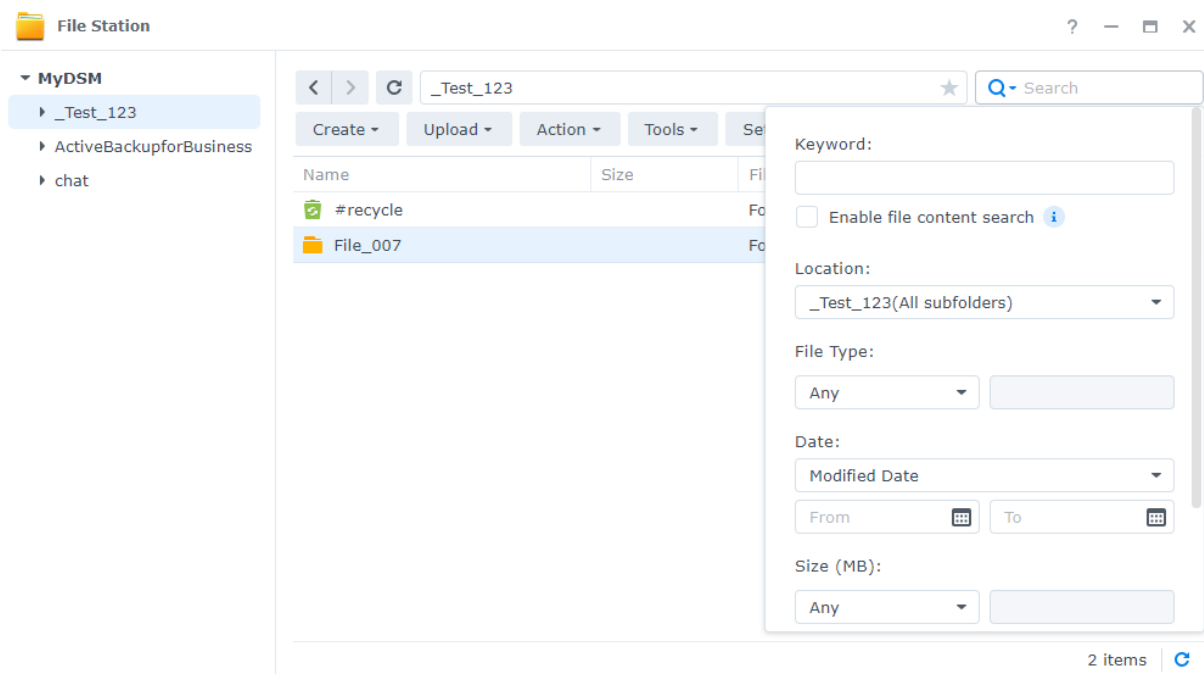 File Station
MyDSM
_Test_123
ActiveBackupforBusiness
chat
_Test_123
Search
Create
Upload
Action
Tools
Name
Size
#recycle
File_007
Keyword:
Enable file content search
Location:
_Test_123(All subfolders)
File Type:
Any
Date:
Modified Date
From
To
Size (MB):
Any
2 items